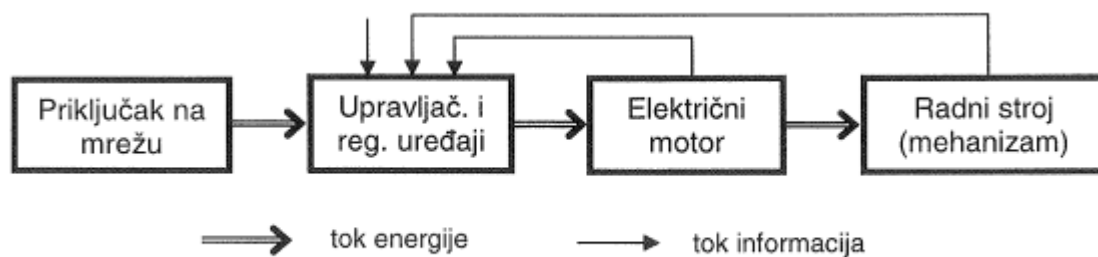 Priključak na
mrežu
Upravljač. i
reg. uređaji
Električni
motor
Radni stroj
(mehanizam)
tok energije
tok informacija